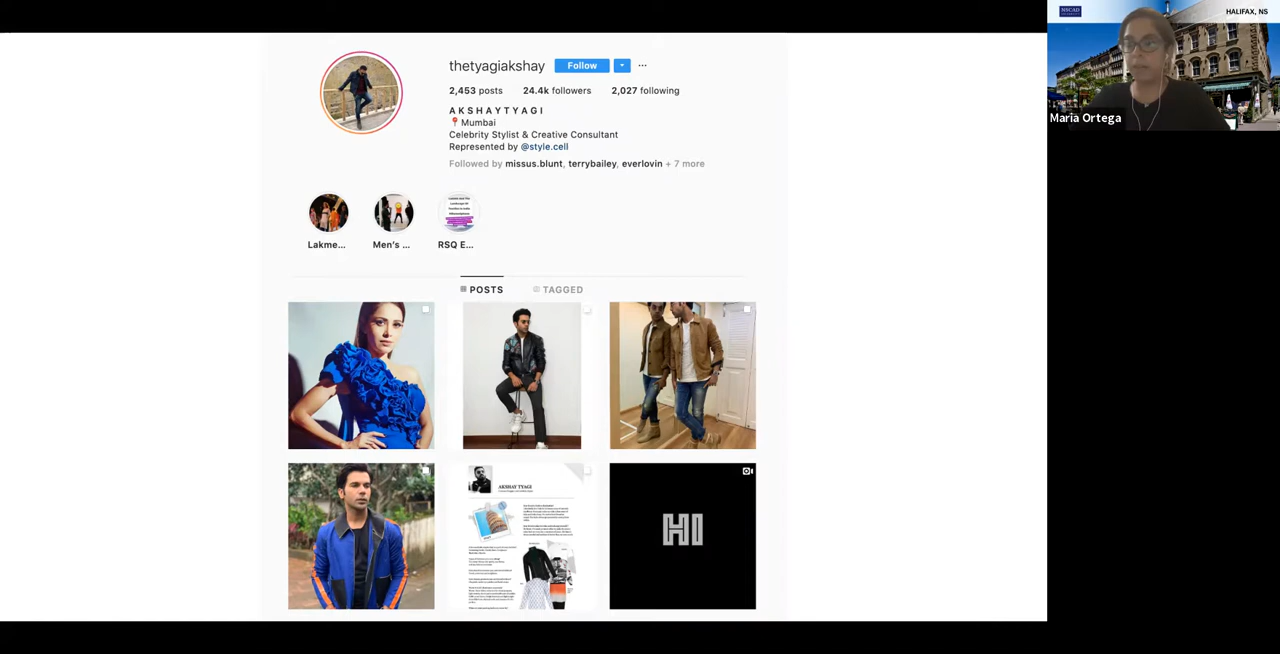 thetyagiakshay Follow ...
2,453 posts 24.4k followers 2,027 following
A K S H A Y T Y A G I
📍Mumbai
Celebrity Stylist & Creative Consultant
Represented by @style.cell
Followed by missus.blunt, terrybailey, everlovin + 7 more
Lakme... Men's ... RSQ E...
POSTS TAGGED
AKSHAY TYAGI
HI
NSCAD
HALIFAX, NS
Maria Ortega